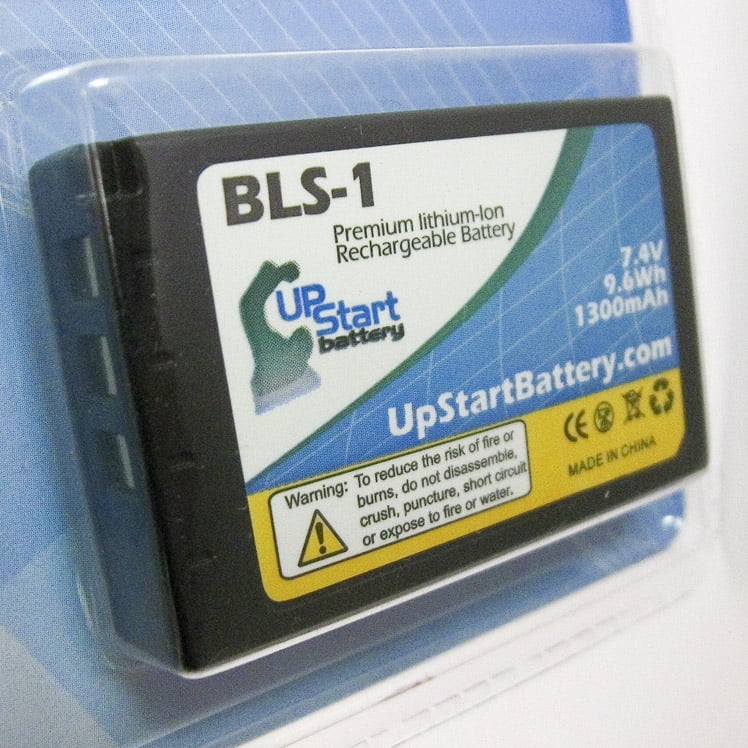 BLS-1
Premium lithium-Ion
Rechargeable Battery
UPStart
battery
7.4V
9.6Wh
1300mAh
UpStartBattery.com
CE
MADE IN CHINA
Warning: To reduce the risk of fire or
burns, do not disassemble,
crush, puncture, short circuit
or expose to fire or water.